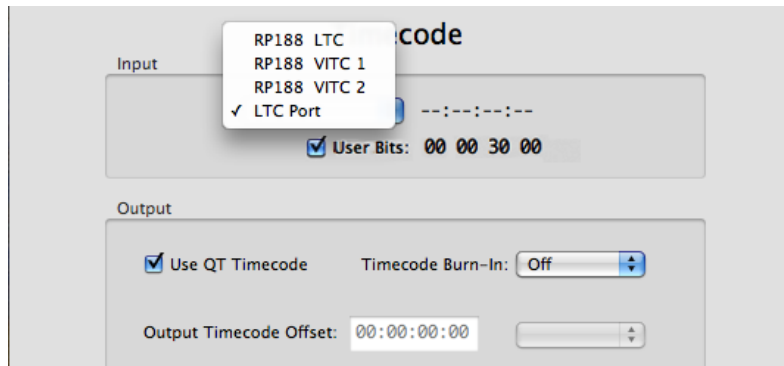 Timecode
Input
RP188 LTC
RP188 VITC 1
RP188 VITC 2
✓ LTC Port
--:--:--:--
User Bits: 00 00 30 00
Output
Use QT Timecode
Timecode Burn-In: Off
Output Timecode Offset: 00:00:00:00